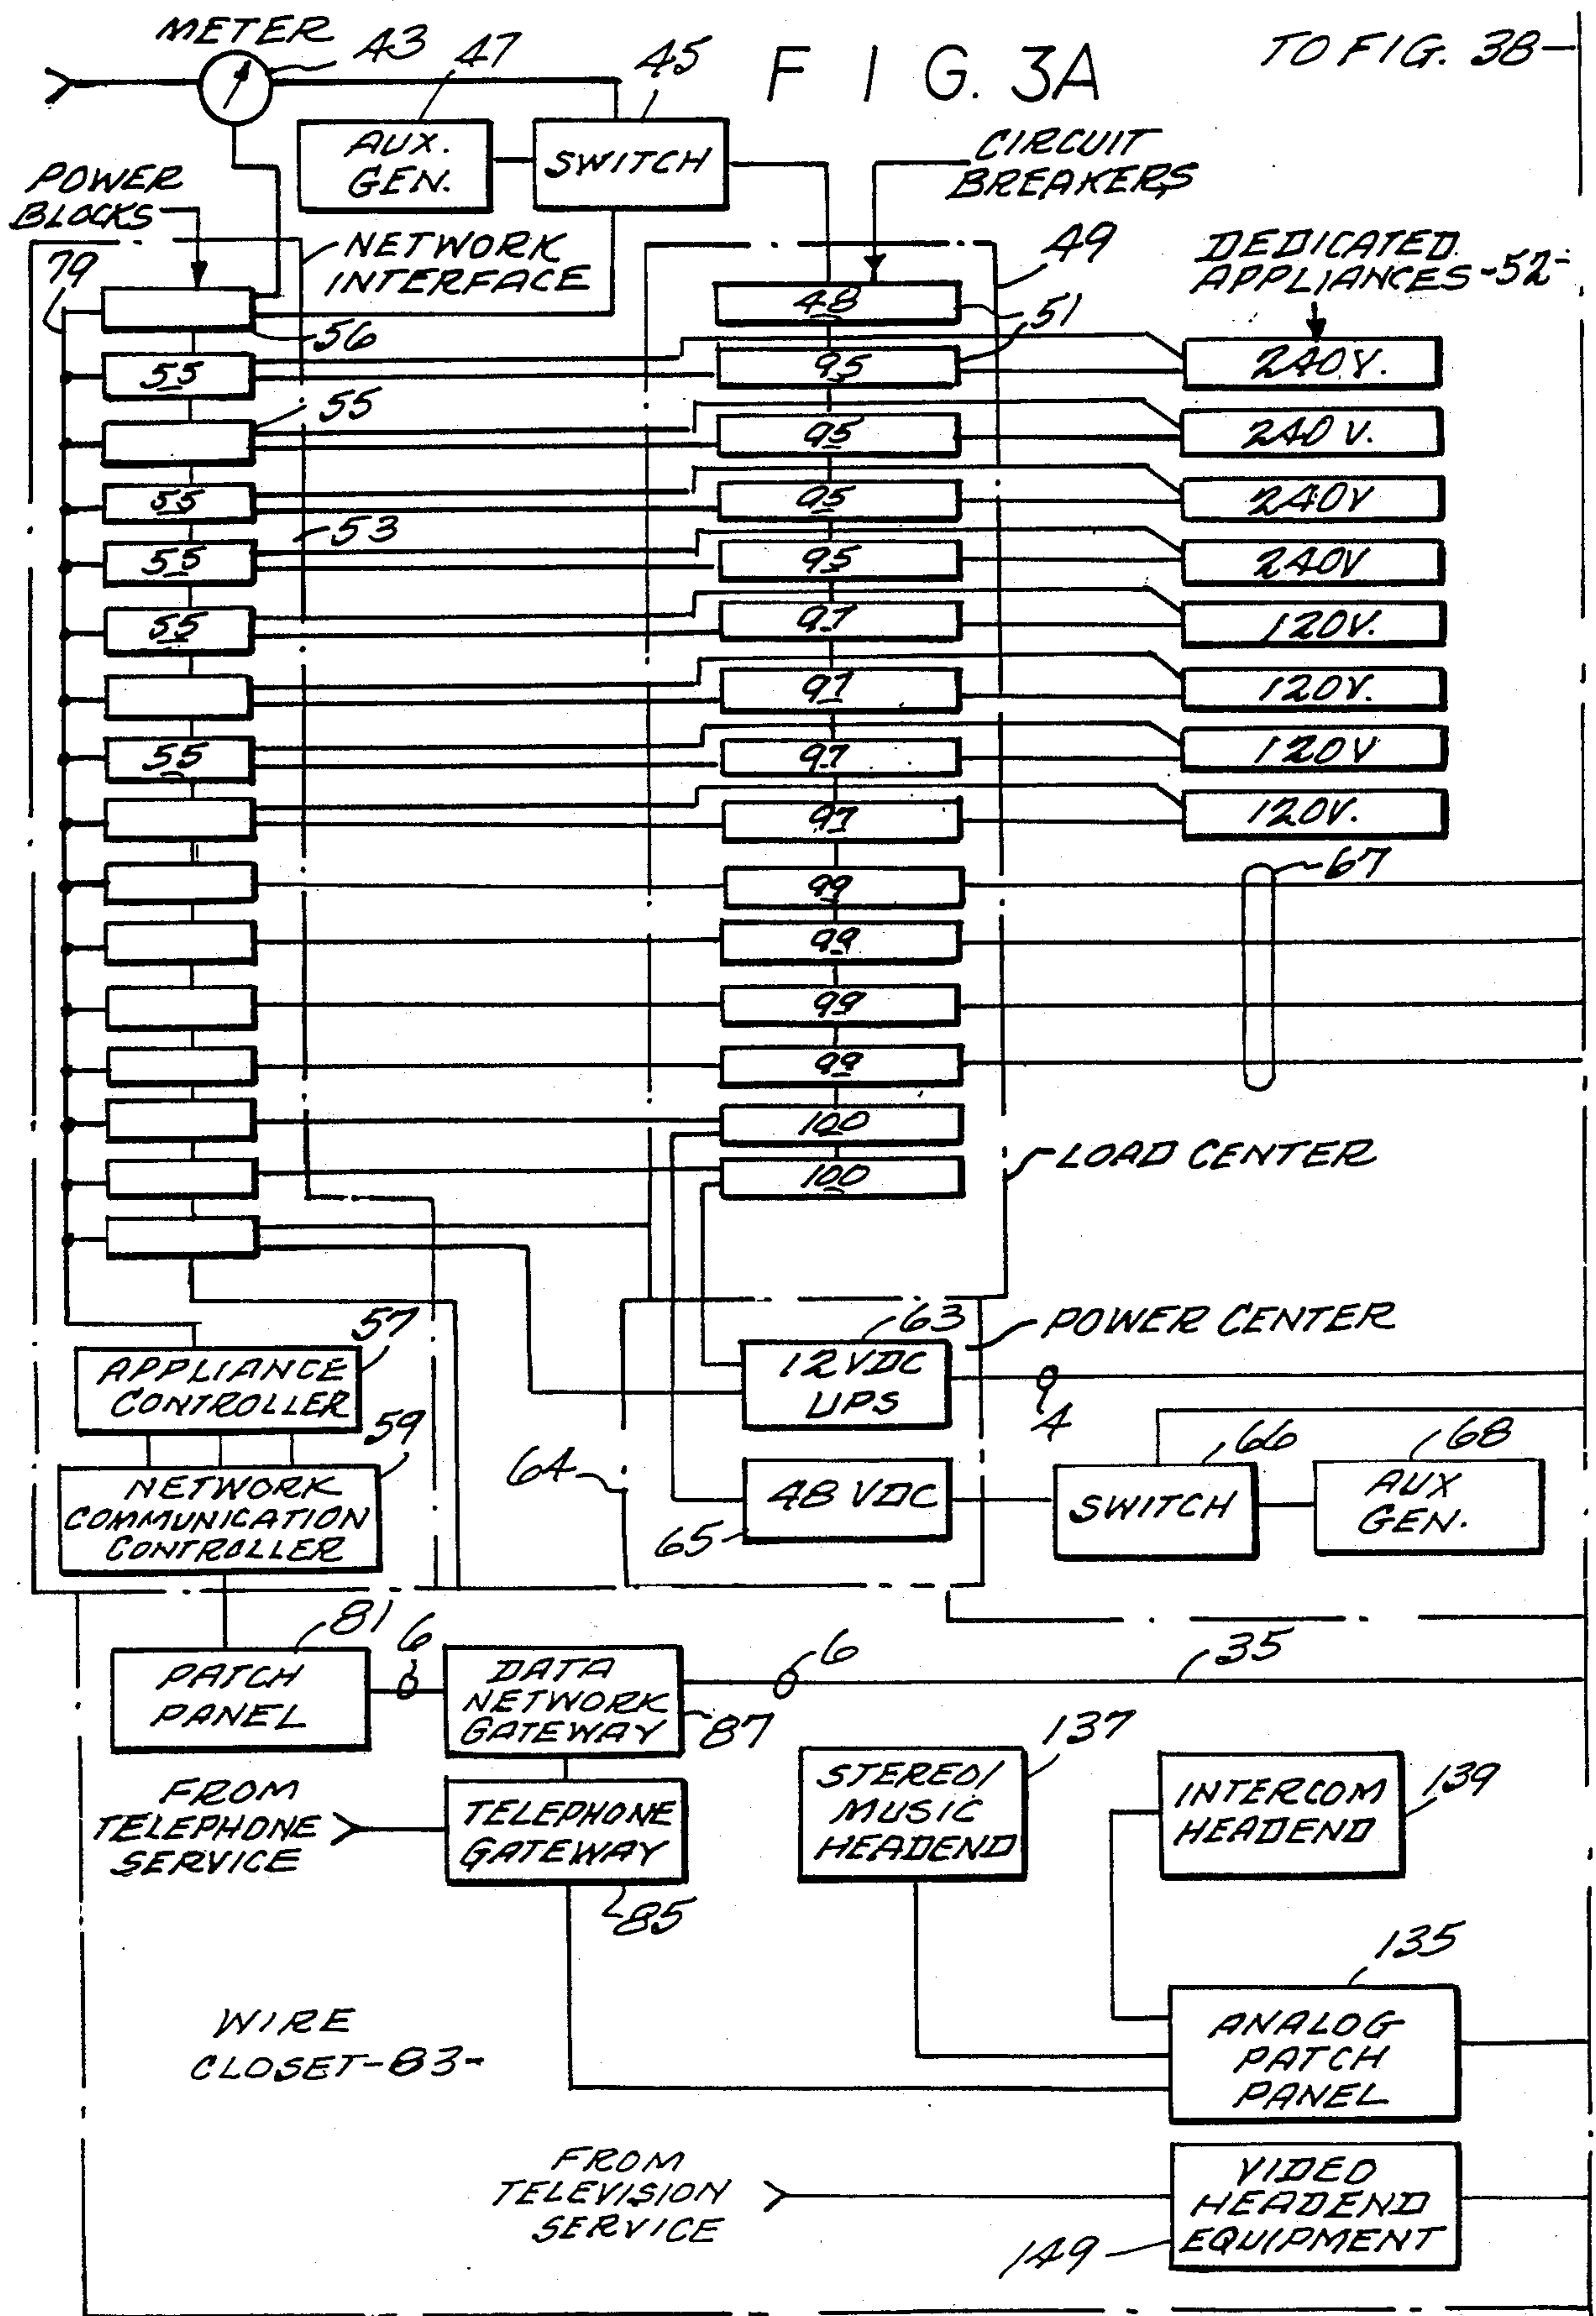 METER
43
47
45
F I G. 3A
TO FIG. 3B
AUX.
GEN.
SWITCH
CIRCUIT
BREAKERS
POWER
BLOCKS
NETWORK
INTERFACE
79
49
DEDICATED
APPLIANCES -52-
48
51
56
55
95
240V.
55
95
240 V.
55
95
240V
53
55
95
240V
55
97
120V.
97
120V.
55
97
120V
97
120V.
67
99
99
99
99
100
LOAD CENTER
100
57
63
POWER CENTER
APPLIANCE
CONTROLLER
12 VDC
UPS
4
59
64
66
68
NETWORK
COMMUNICATION
CONTROLLER
48 VDC
65
SWITCH
AUX
GEN.
81
6
6
35
PATCH
PANEL
DATA
NETWORK
GATEWAY
87
137
STEREO/
MUSIC
HEADEND
INTERCOM
HEADEND
139
FROM
TELEPHONE
SERVICE
TELEPHONE
GATEWAY
85
135
WIRE
CLOSET-83-
ANALOG
PATCH
PANEL
FROM
TELEVISION
SERVICE
VIDEO
HEADEND
EQUIPMENT
149